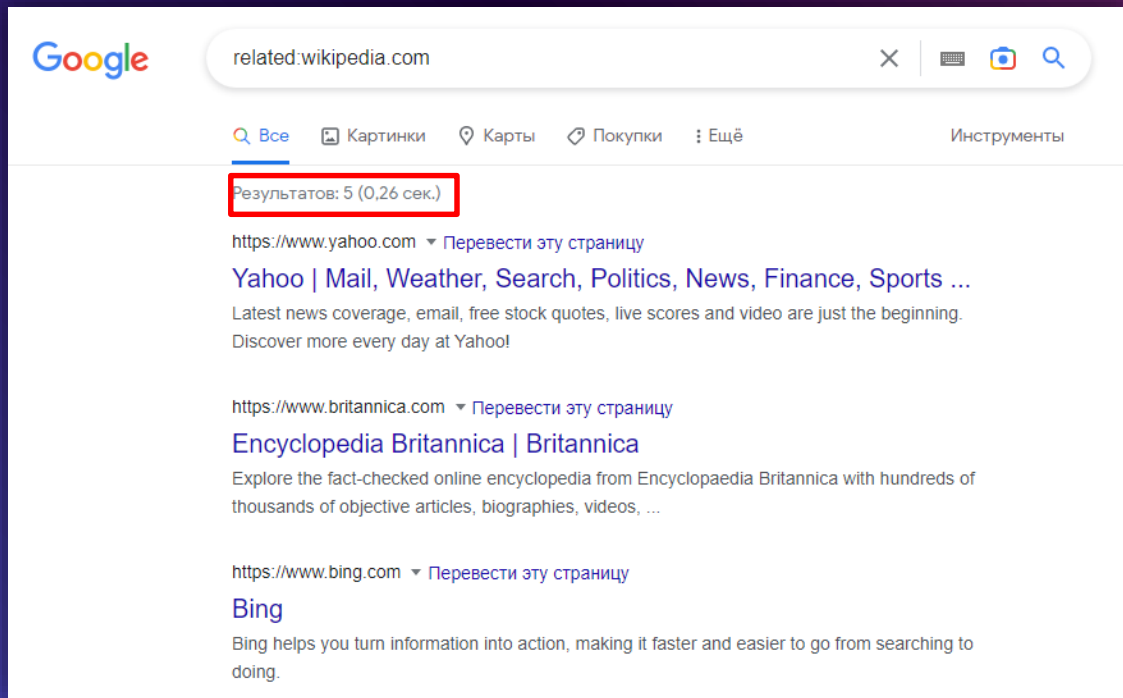 Google
related:wikipedia.com
Все Картинки Карты Покупки Ещё Инструменты
Результатов: 5 (0,26 сек.)
https://www.yahoo.com Перевести эту страницу
Yahoo | Mail, Weather, Search, Politics, News, Finance, Sports ...
Latest news coverage, email, free stock quotes, live scores and video are just the beginning.
Discover more every day at Yahoo!
https://www.britannica.com Перевести эту страницу
Encyclopedia Britannica | Britannica
Explore the fact-checked online encyclopedia from Encyclopaedia Britannica with hundreds of
thousands of objective articles, biographies, videos, ...
https://www.bing.com Перевести эту страницу
Bing
Bing helps you turn information into action, making it faster and easier to go from searching to
doing.